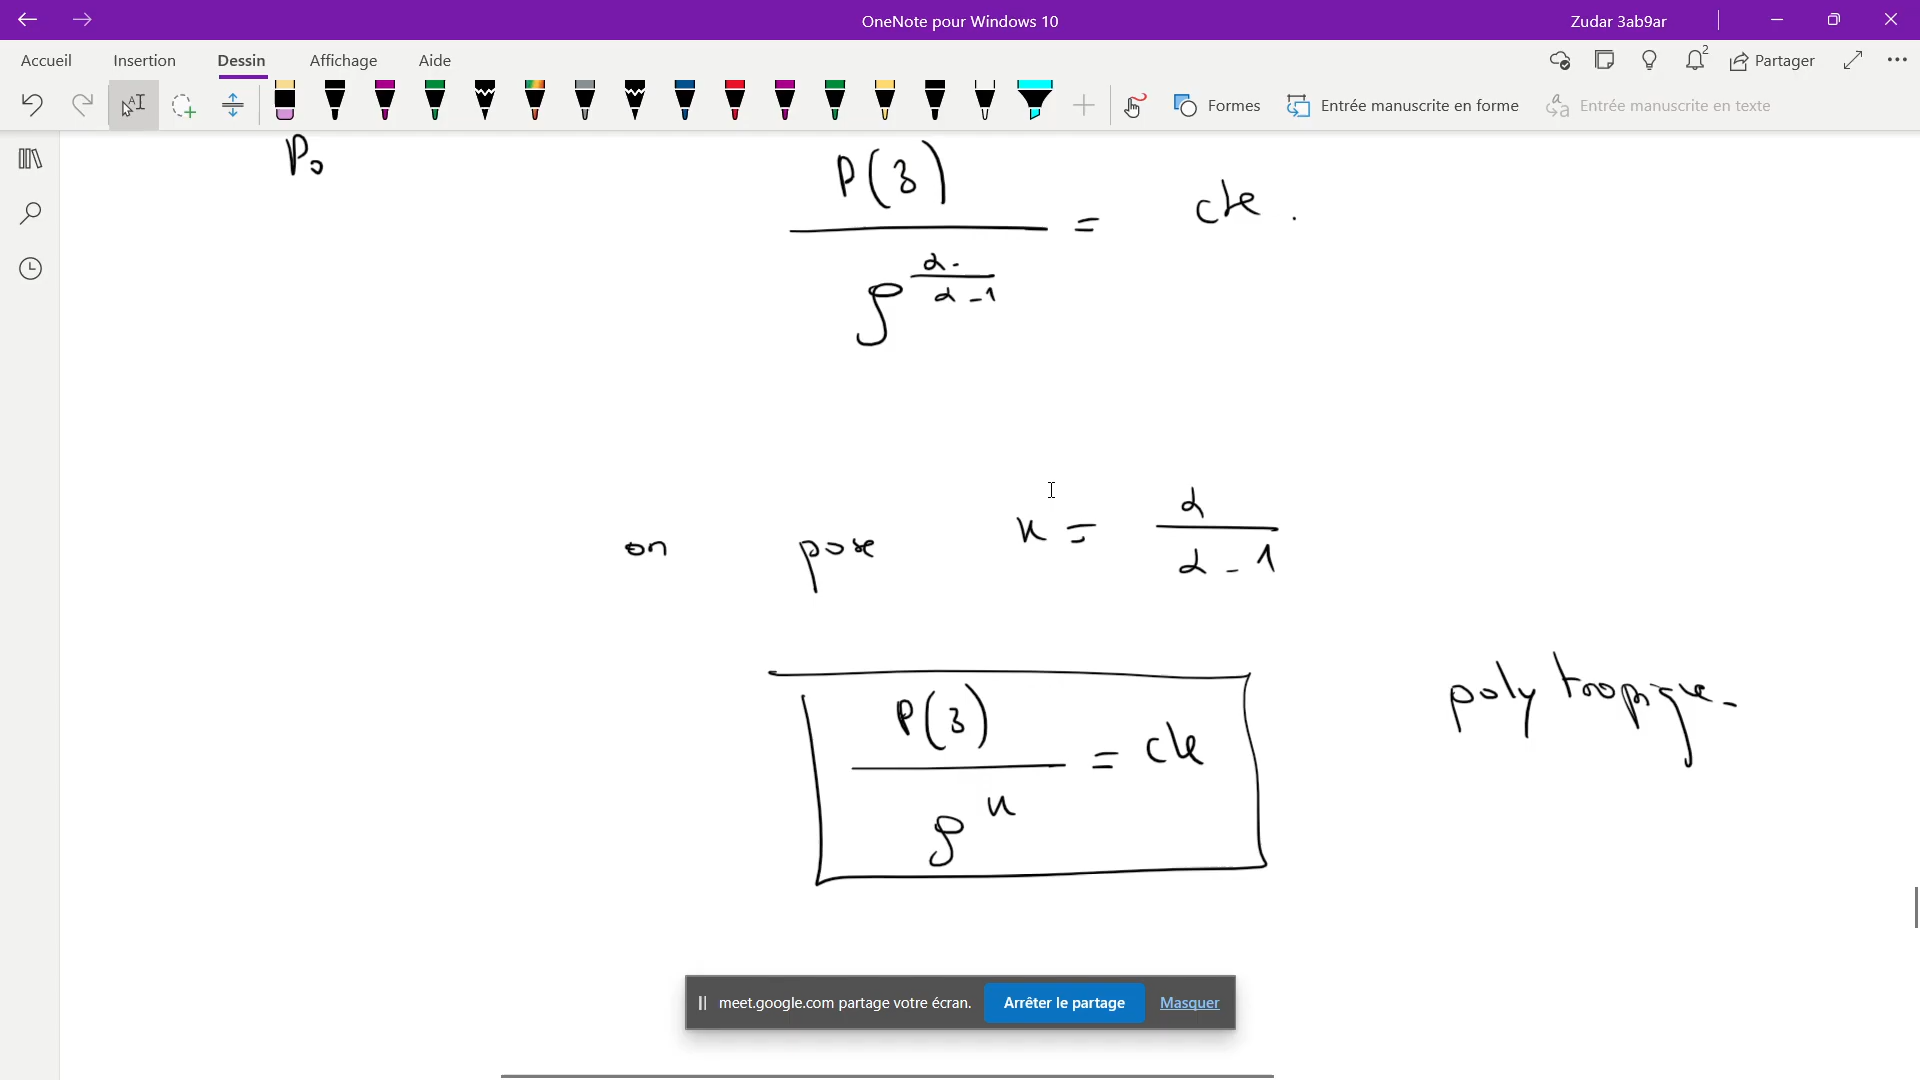 OneNote pour Windows 10
Zudar 3ab9ar
Accueil Insertion Dessin Affichage Aide
2
Partager
Formes Entrée manuscrite en forme Entrée manuscrite en texte
P₀
P(z) / ρ^(α / α-1) = cte.
on pose κ = α / α-1
P(z) / ρ^κ = cte
polytropique.
meet.google.com partage votre écran. Arrêter le partage Masquer